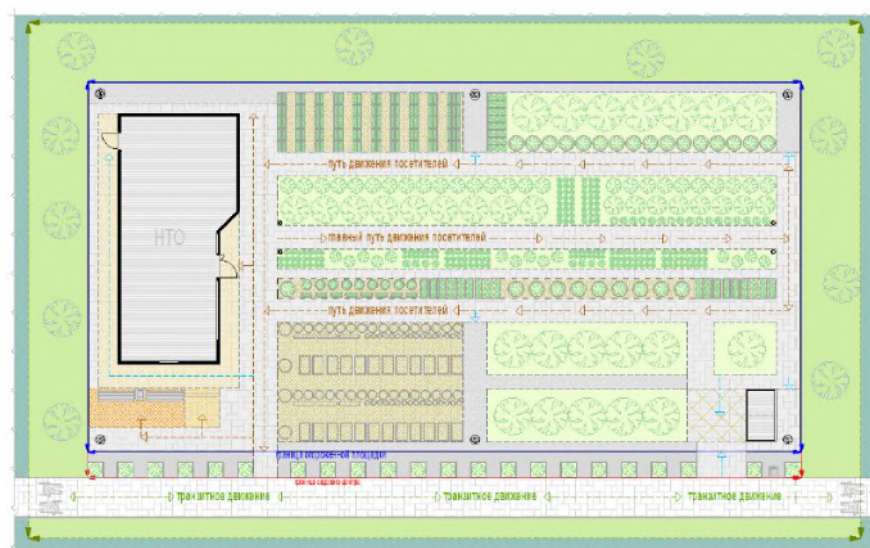 путь движения посетителей
НТО
главный путь движения посетителей
путь движения посетителей
граница огороженной площадки
транзитное движение
транзитное движение
транзитное движение